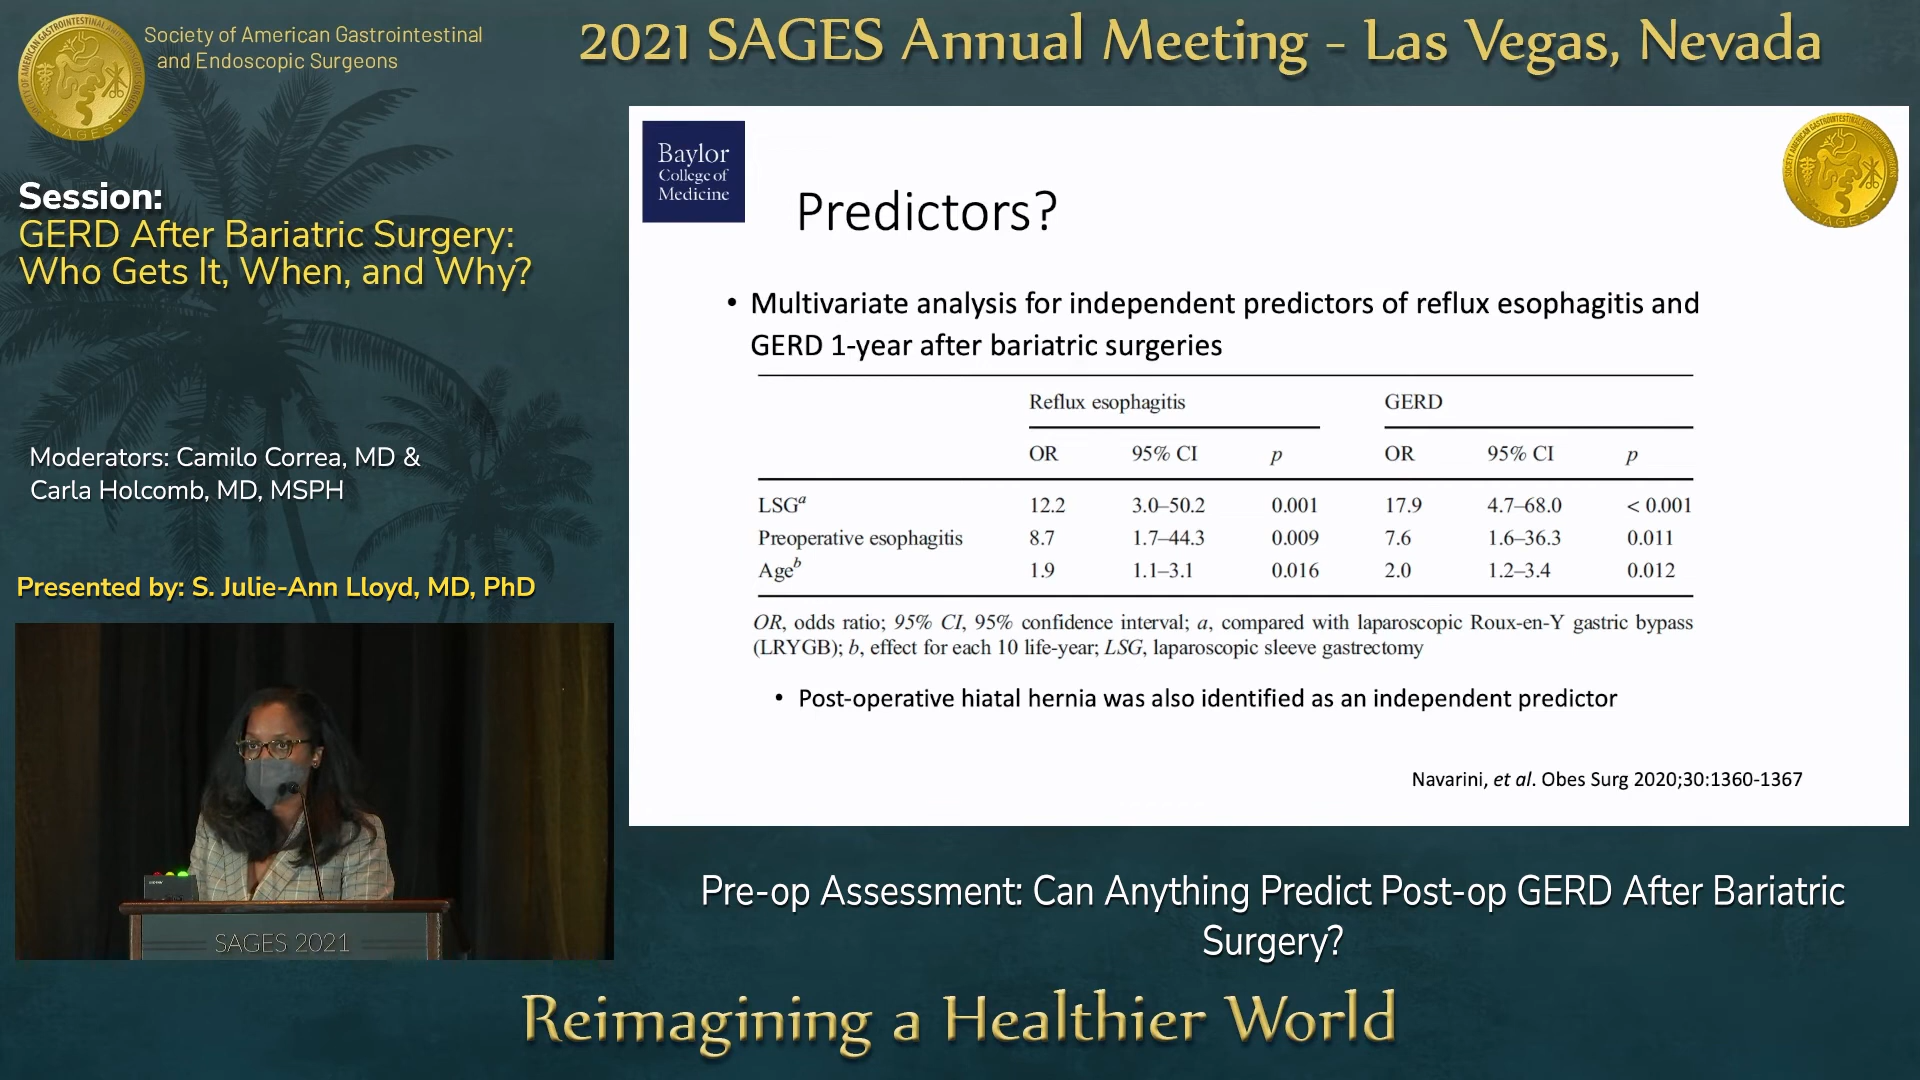 Society of American Gastrointestinal
and Endoscopic Surgeons
2021 SAGES Annual Meeting - Las Vegas, Nevada
SAGES
Session:
GERD After Bariatric Surgery:
Who Gets It, When, and Why?
Moderators: Camilo Correa, MD &
Carla Holcomb, MD, MSPH
Presented by: S. Julie-Ann Lloyd, MD, PhD
SAGES 2021
Baylor
College of
Medicine
SAGES
Predictors?
• Multivariate analysis for independent predictors of reflux esophagitis and
GERD 1-year after bariatric surgeries
Reflux esophagitis GERD
OR 95% CI p OR 95% CI p
LSGa 12.2 3.0–50.2 0.001 17.9 4.7–68.0 < 0.001
Preoperative esophagitis 8.7 1.7–44.3 0.009 7.6 1.6–36.3 0.011
Ageb 1.9 1.1–3.1 0.016 2.0 1.2–3.4 0.012
OR, odds ratio; 95% CI, 95% confidence interval; a, compared with laparoscopic Roux-en-Y gastric bypass
(LRYGB); b, effect for each 10 life-year; LSG, laparoscopic sleeve gastrectomy
• Post-operative hiatal hernia was also identified as an independent predictor
Navarini, et al. Obes Surg 2020;30:1360-1367
Pre-op Assessment: Can Anything Predict Post-op GERD After Bariatric
Surgery?
Reimagining a Healthier World